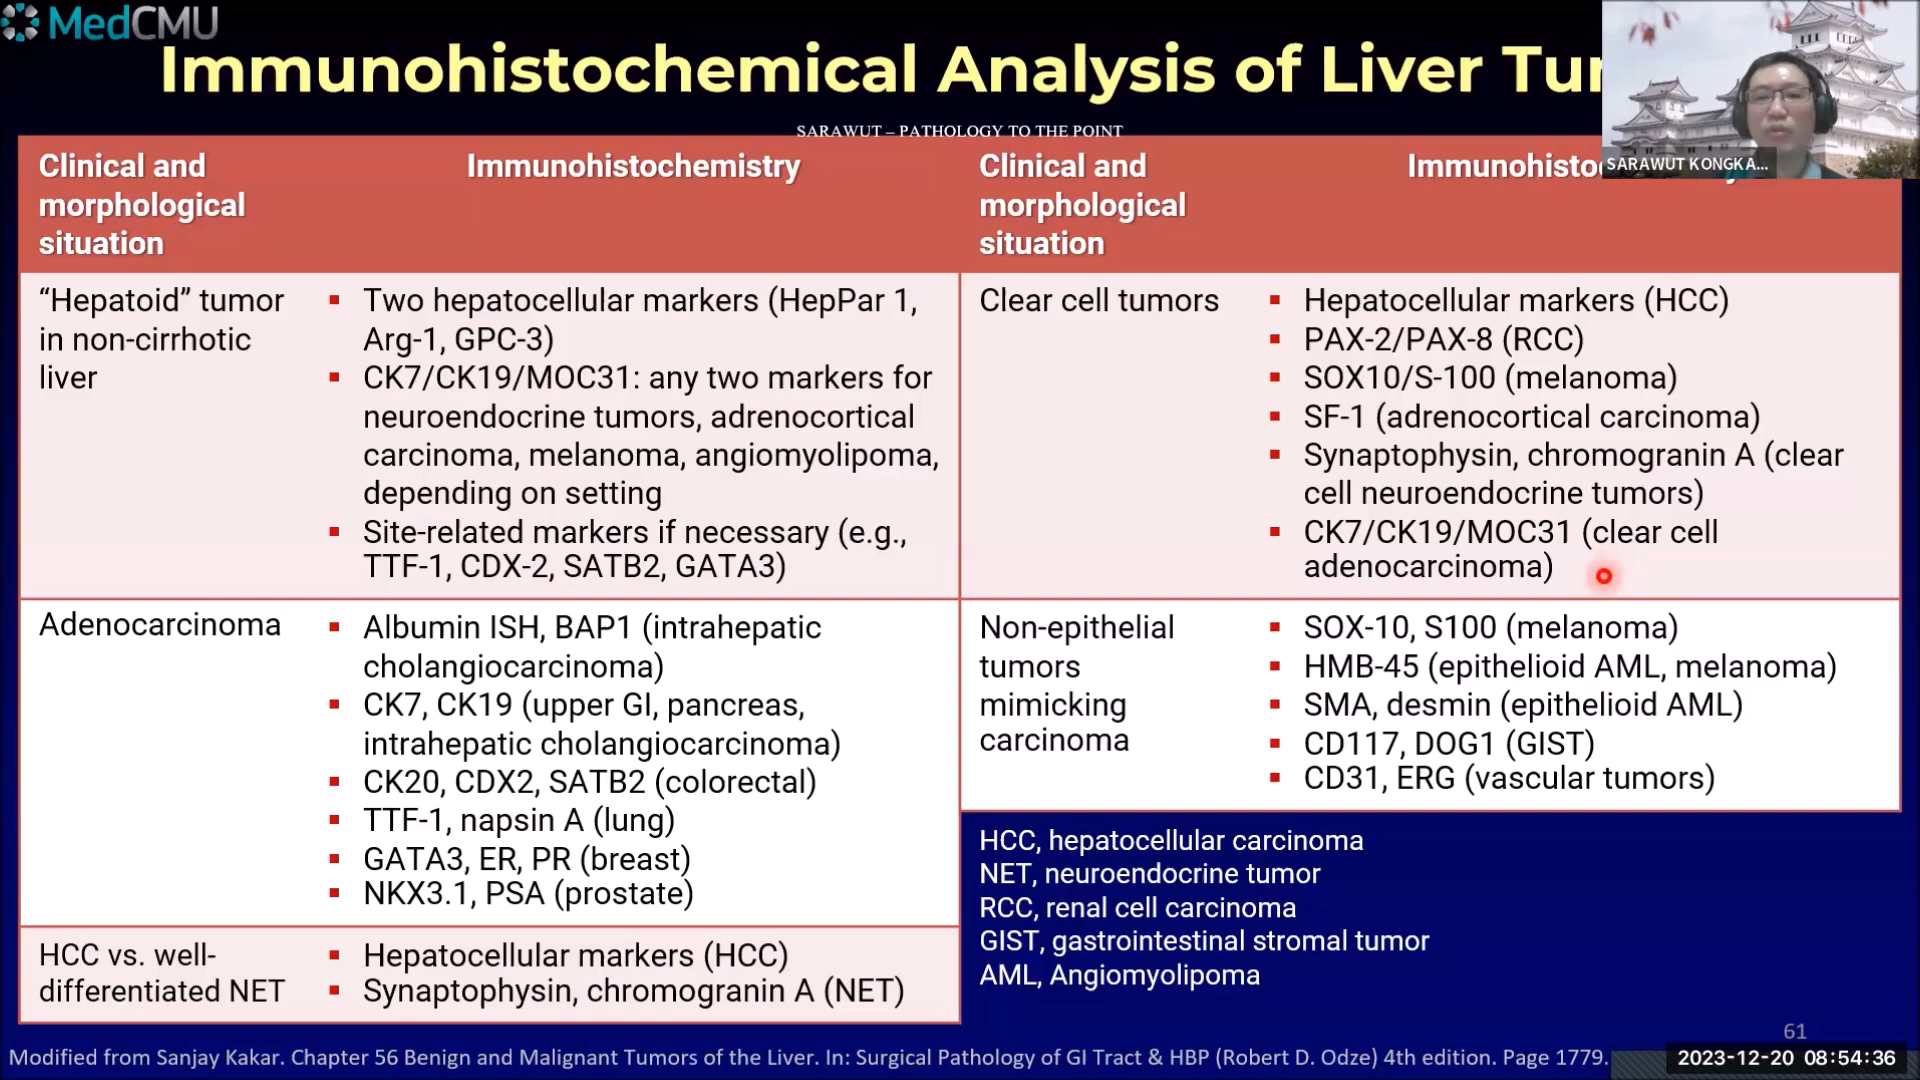 MedCMU
Immunohistochemical Analysis of Liver Tu
SARAWUT – PATHOLOGY TO THE POINT
SARAWUT KONGKA...
Clinical and
morphological
situation
Immunohistochemistry
“Hepatoid” tumor
in non-cirrhotic
liver
▪ Two hepatocellular markers (HepPar 1,
Arg-1, GPC-3)
▪ CK7/CK19/MOC31: any two markers for
neuroendocrine tumors, adrenocortical
carcinoma, melanoma, angiomyolipoma,
depending on setting
▪ Site-related markers if necessary (e.g.,
TTF-1, CDX-2, SATB2, GATA3)
Adenocarcinoma
▪ Albumin ISH, BAP1 (intrahepatic
cholangiocarcinoma)
▪ CK7, CK19 (upper GI, pancreas,
intrahepatic cholangiocarcinoma)
▪ CK20, CDX2, SATB2 (colorectal)
▪ TTF-1, napsin A (lung)
▪ GATA3, ER, PR (breast)
▪ NKX3.1, PSA (prostate)
HCC vs. well-
differentiated NET
▪ Hepatocellular markers (HCC)
▪ Synaptophysin, chromogranin A (NET)
Clinical and
morphological
situation
Immunohisto
Clear cell tumors
▪ Hepatocellular markers (HCC)
▪ PAX-2/PAX-8 (RCC)
▪ SOX10/S-100 (melanoma)
▪ SF-1 (adrenocortical carcinoma)
▪ Synaptophysin, chromogranin A (clear
cell neuroendocrine tumors)
▪ CK7/CK19/MOC31 (clear cell
adenocarcinoma)
Non-epithelial
tumors
mimicking
carcinoma
▪ SOX-10, S100 (melanoma)
▪ HMB-45 (epithelioid AML, melanoma)
▪ SMA, desmin (epithelioid AML)
▪ CD117, DOG1 (GIST)
▪ CD31, ERG (vascular tumors)
HCC, hepatocellular carcinoma
NET, neuroendocrine tumor
RCC, renal cell carcinoma
GIST, gastrointestinal stromal tumor
AML, Angiomyolipoma
61
Modified from Sanjay Kakar. Chapter 56 Benign and Malignant Tumors of the Liver. In: Surgical Pathology of GI Tract & HBP (Robert D. Odze) 4th edition. Page 1779.
2023-12-20 08:54:36